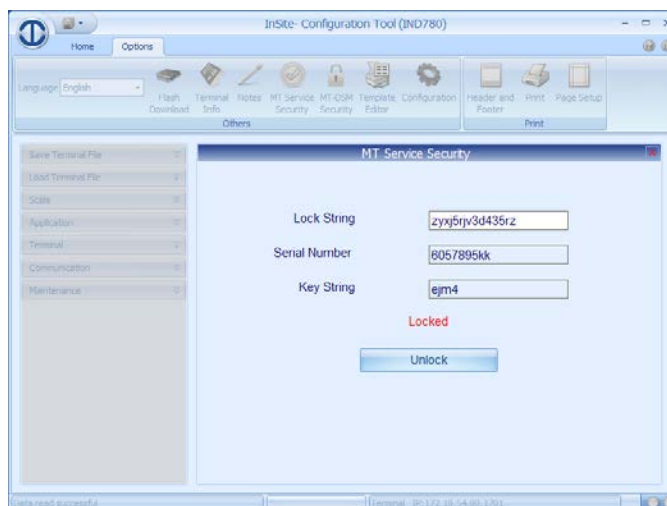 InSite- Configuration Tool (IND780)
Home Options
Language English
Flash Download
Terminal Info
Notes
MT Service Security
MT-DSM Security
Template Editor
Configuration
Header and Footer
Print
Page Setup
Others
Print
Save Terminal File
Load Terminal File
Scale
Application
Terminal
Communication
Maintenance
MT Service Security
Lock String zyxj5rjv3d435rz
Serial Number 6057895kk
Key String ejm4
Locked
Unlock
Data read successful
Terminal